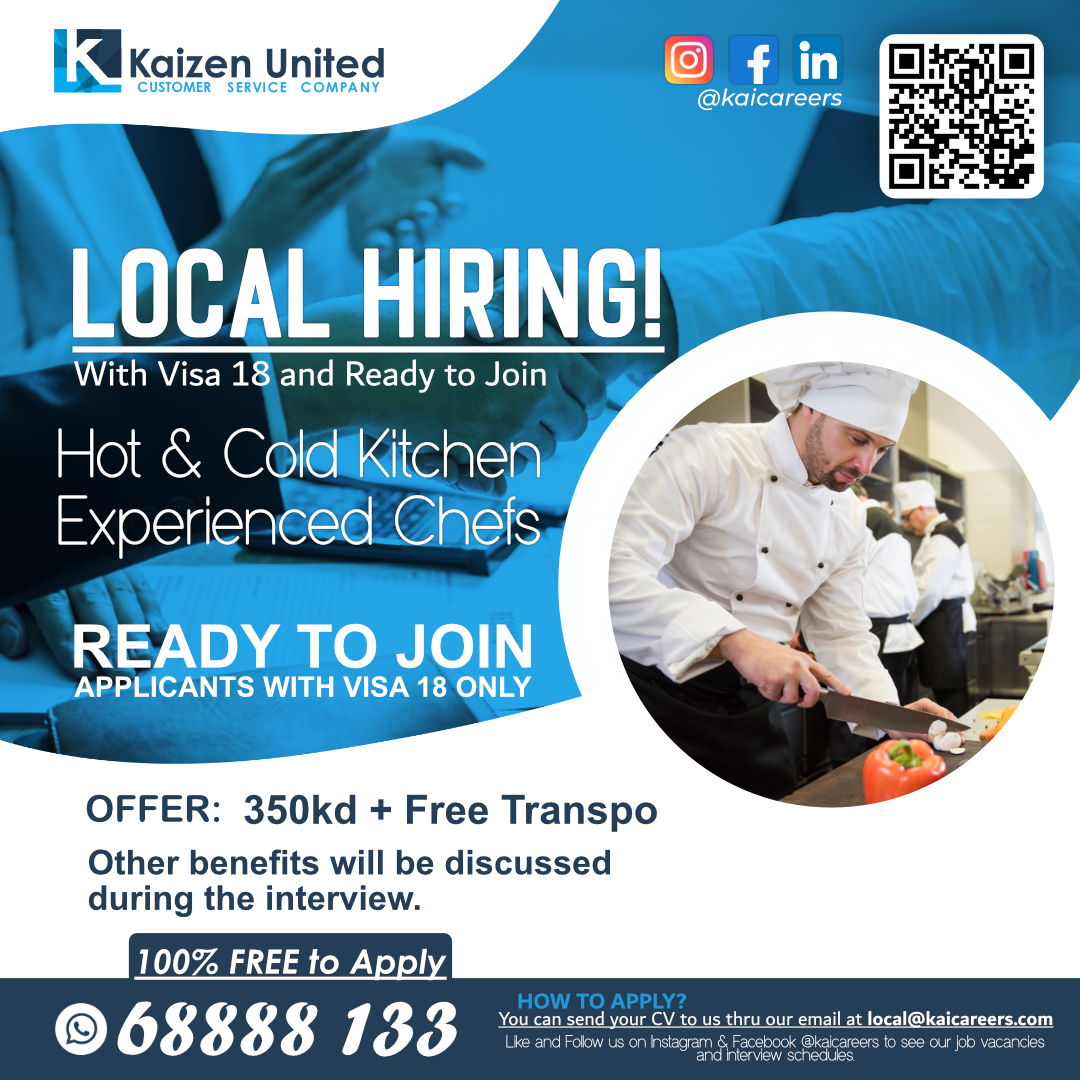 K Kaizen United
CUSTOMER SERVICE COMPANY
@kaicareers
LOCAL HIRING!
With Visa 18 and Ready to Join
Hot & Cold Kitchen
Experienced Chefs
READY TO JOIN
APPLICANTS WITH VISA 18 ONLY
OFFER: 350kd + Free Transpo
Other benefits will be discussed
during the interview.
100% FREE to Apply
68888 133
HOW TO APPLY?
You can send your CV to us thru our email at local@kaicareers.com
Like and Follow us on Instagram & Facebook @kaicareers to see our job vacancies
and interview schedules.